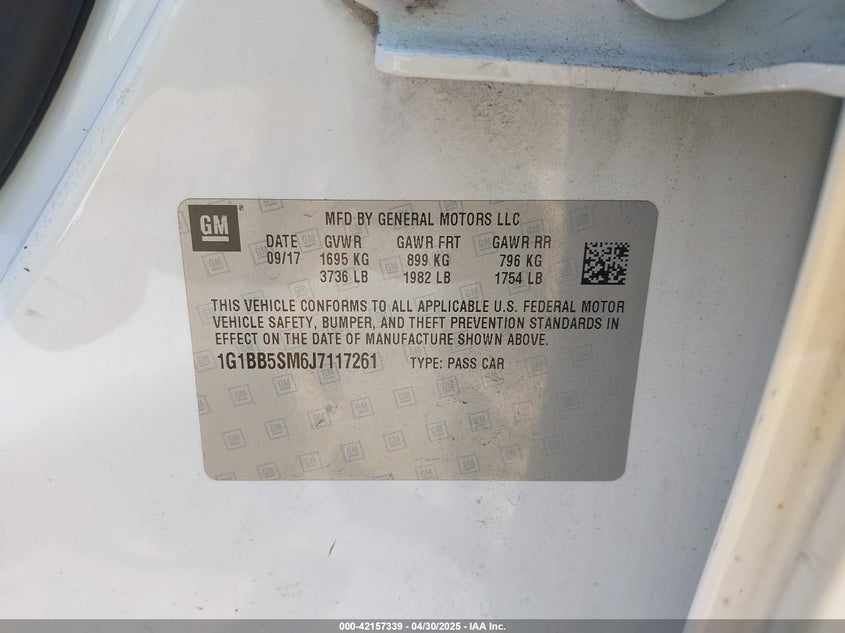 GM
MFD BY GENERAL MOTORS LLC
DATE GVWR GAWR FRT GAWR RR
09/17 1695 KG 899 KG 796 KG
3736 LB 1982 LB 1754 LB
THIS VEHICLE CONFORMS TO ALL APPLICABLE U.S. FEDERAL MOTOR
VEHICLE SAFETY, BUMPER, AND THEFT PREVENTION STANDARDS IN
EFFECT ON THE DATE OF MANUFACTURE SHOWN ABOVE.
1G1BB5SM6J7117261 TYPE: PASS CAR
000-42157339 - 04/30/2025 - IAA Inc.